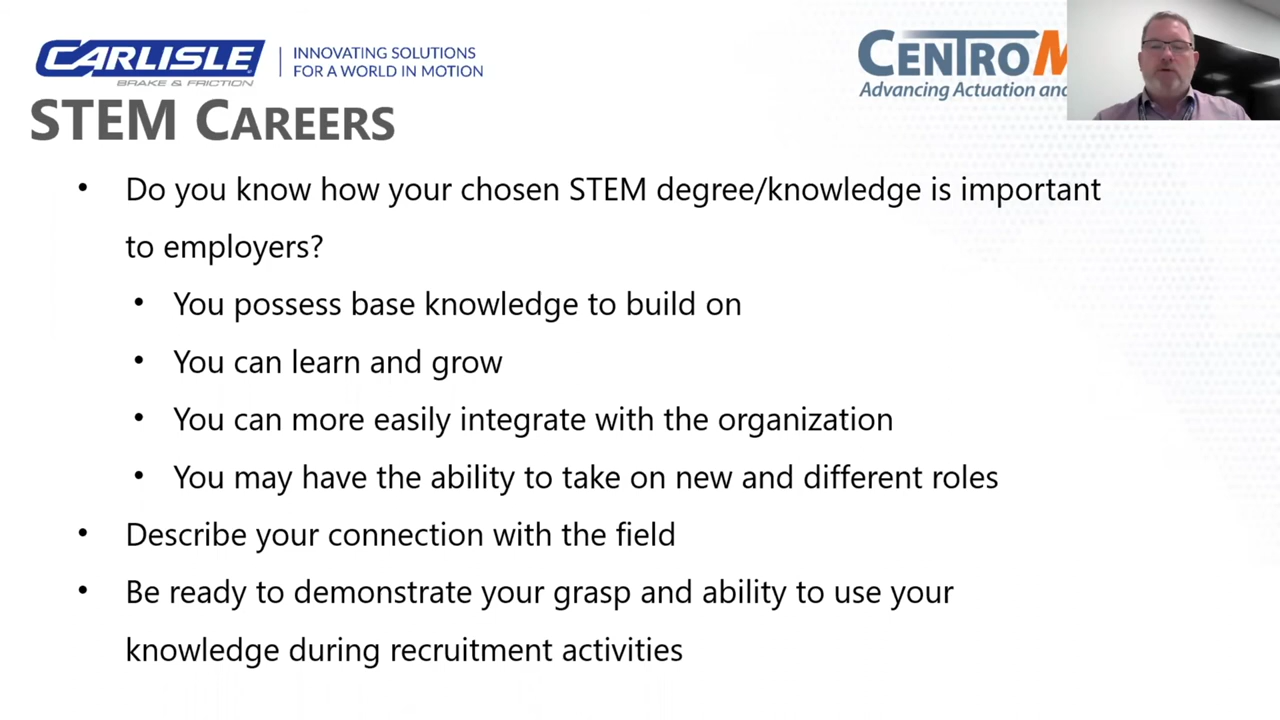 CARLISLE
BRAKE & FRICTION
INNOVATING SOLUTIONS
FOR A WORLD IN MOTION
CENTROM
Advancing Actuation and
STEM CAREERS
• Do you know how your chosen STEM degree/knowledge is important
to employers?
• You possess base knowledge to build on
• You can learn and grow
• You can more easily integrate with the organization
• You may have the ability to take on new and different roles
• Describe your connection with the field
• Be ready to demonstrate your grasp and ability to use your
knowledge during recruitment activities